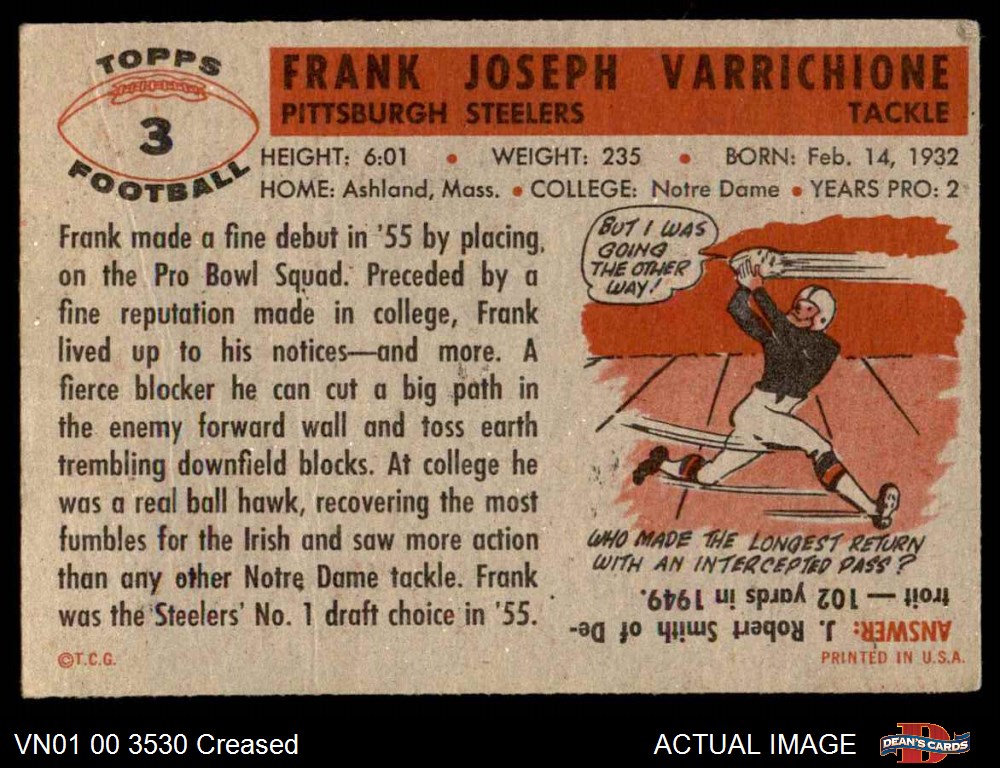 TOPPS
3
FOOTBALL
FRANK JOSEPH VARRICHIONE
PITTSBURGH STEELERS TACKLE
HEIGHT: 6:01 • WEIGHT: 235 • BORN: Feb. 14, 1932
HOME: Ashland, Mass. • COLLEGE: Notre Dame • YEARS PRO: 2
Frank made a fine debut in '55 by placing
on the Pro Bowl Squad. Preceded by a
fine reputation made in college, Frank
lived up to his notices—and more. A
fierce blocker he can cut a big path in
the enemy forward wall and toss earth
trembling downfield blocks. At college he
was a real ball hawk, recovering the most
fumbles for the Irish and saw more action
than any other Notre Dame tackle. Frank
was the Steelers' No. 1 draft choice in '55.
©T.C.G.
BUT I WAS
GOING
THE OTHER
WAY!
WHO MADE THE LONGEST RETURN
WITH AN INTERCEPTED PASS?
ANSWER: J. Robert Smith of De-
troit — 102 yards in 1949.
PRINTED IN U.S.A.
VN01 00 3530 Creased
ACTUAL IMAGE
D
DEAN'S CARDS